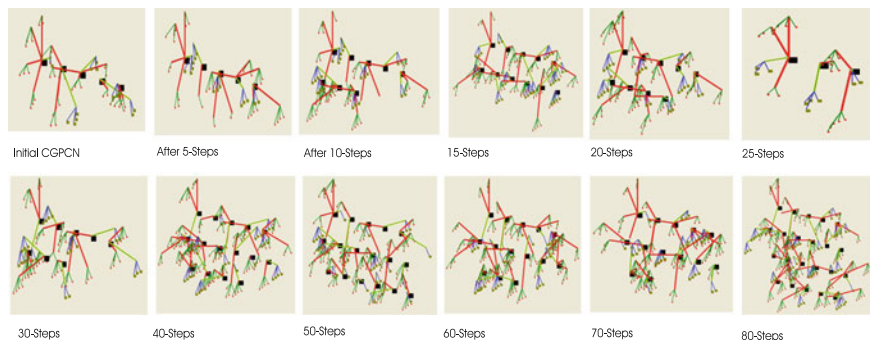 Initial CGPCN
After 5-Steps
After 10-Steps
15-Steps
20-Steps
25-Steps
30-Steps
40-Steps
50-Steps
60-Steps
70-Steps
80-Steps